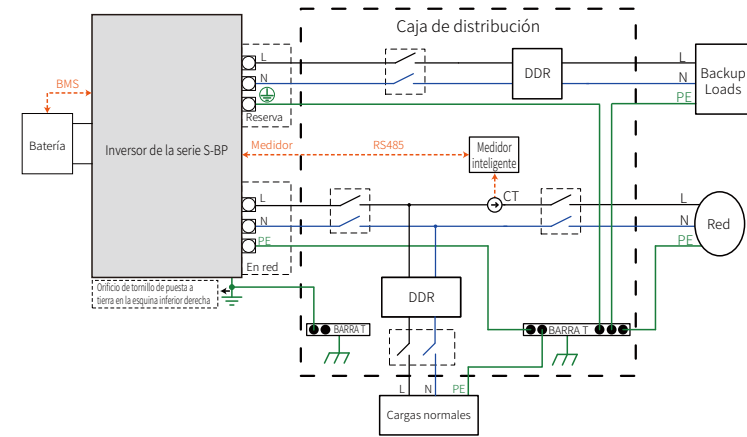 Caja de distribución
L
N
Reserva
DDR
L
N
PE
Backup
Loads
BMS
Batería
Inversor de la serie S-BP
Medidor
RS485
Medidor
inteligente
CT
L
N
PE
En red
L
N
PE
Red
Orificio de tornillo de puesta a
tierra en la esquina inferior derecha
DDR
BARRA T
BARRA T
L
N
PE
Cargas normales